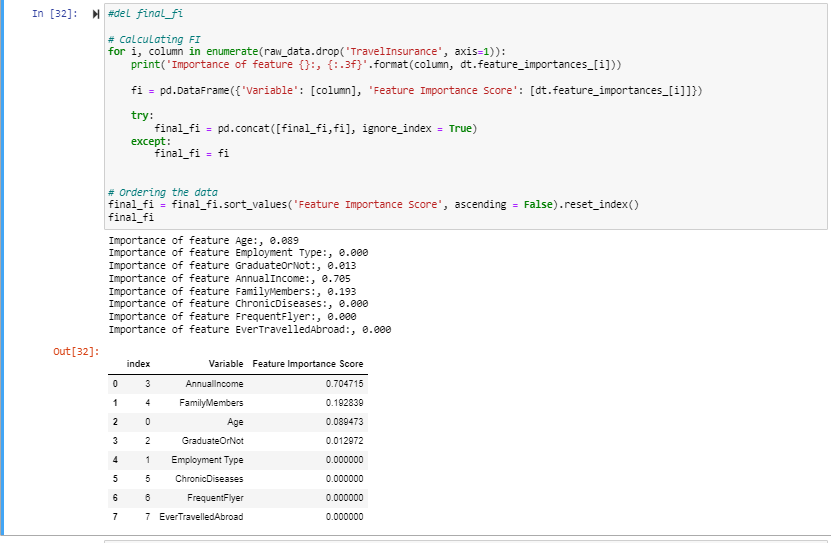 In [32]:
#del final_fi
# Calculating FI
for i, column in enumerate(raw_data.drop('TravelInsurance', axis=1)):
print('Importance of feature {}:, {:.3f}'.format(column, dt.feature_importances_[i]))
fi = pd.DataFrame({'Variable': [column], 'Feature Importance Score': [dt.feature_importances_[i]]})
try:
final_fi = pd.concat([final_fi,fi], ignore_index = True)
except:
final_fi = fi
# Ordering the data
final_fi = final_fi.sort_values('Feature Importance Score', ascending = False).reset_index()
final_fi
Importance of feature Age:, 0.089
Importance of feature Employment Type:, 0.000
Importance of feature GraduateOrNot:, 0.013
Importance of feature AnnualIncome:, 0.705
Importance of feature FamilyMembers:, 0.193
Importance of feature ChronicDiseases:, 0.000
Importance of feature FrequentFlyer:, 0.000
Importance of feature EverTravelledAbroad:, 0.000
Out[32]:
index Variable Feature Importance Score
0 3 AnnualIncome 0.704715
1 4 FamilyMembers 0.192839
2 0 Age 0.089473
3 2 GraduateOrNot 0.012972
4 1 Employment Type 0.000000
5 5 ChronicDiseases 0.000000
6 6 FrequentFlyer 0.000000
7 7 EverTravelledAbroad 0.000000